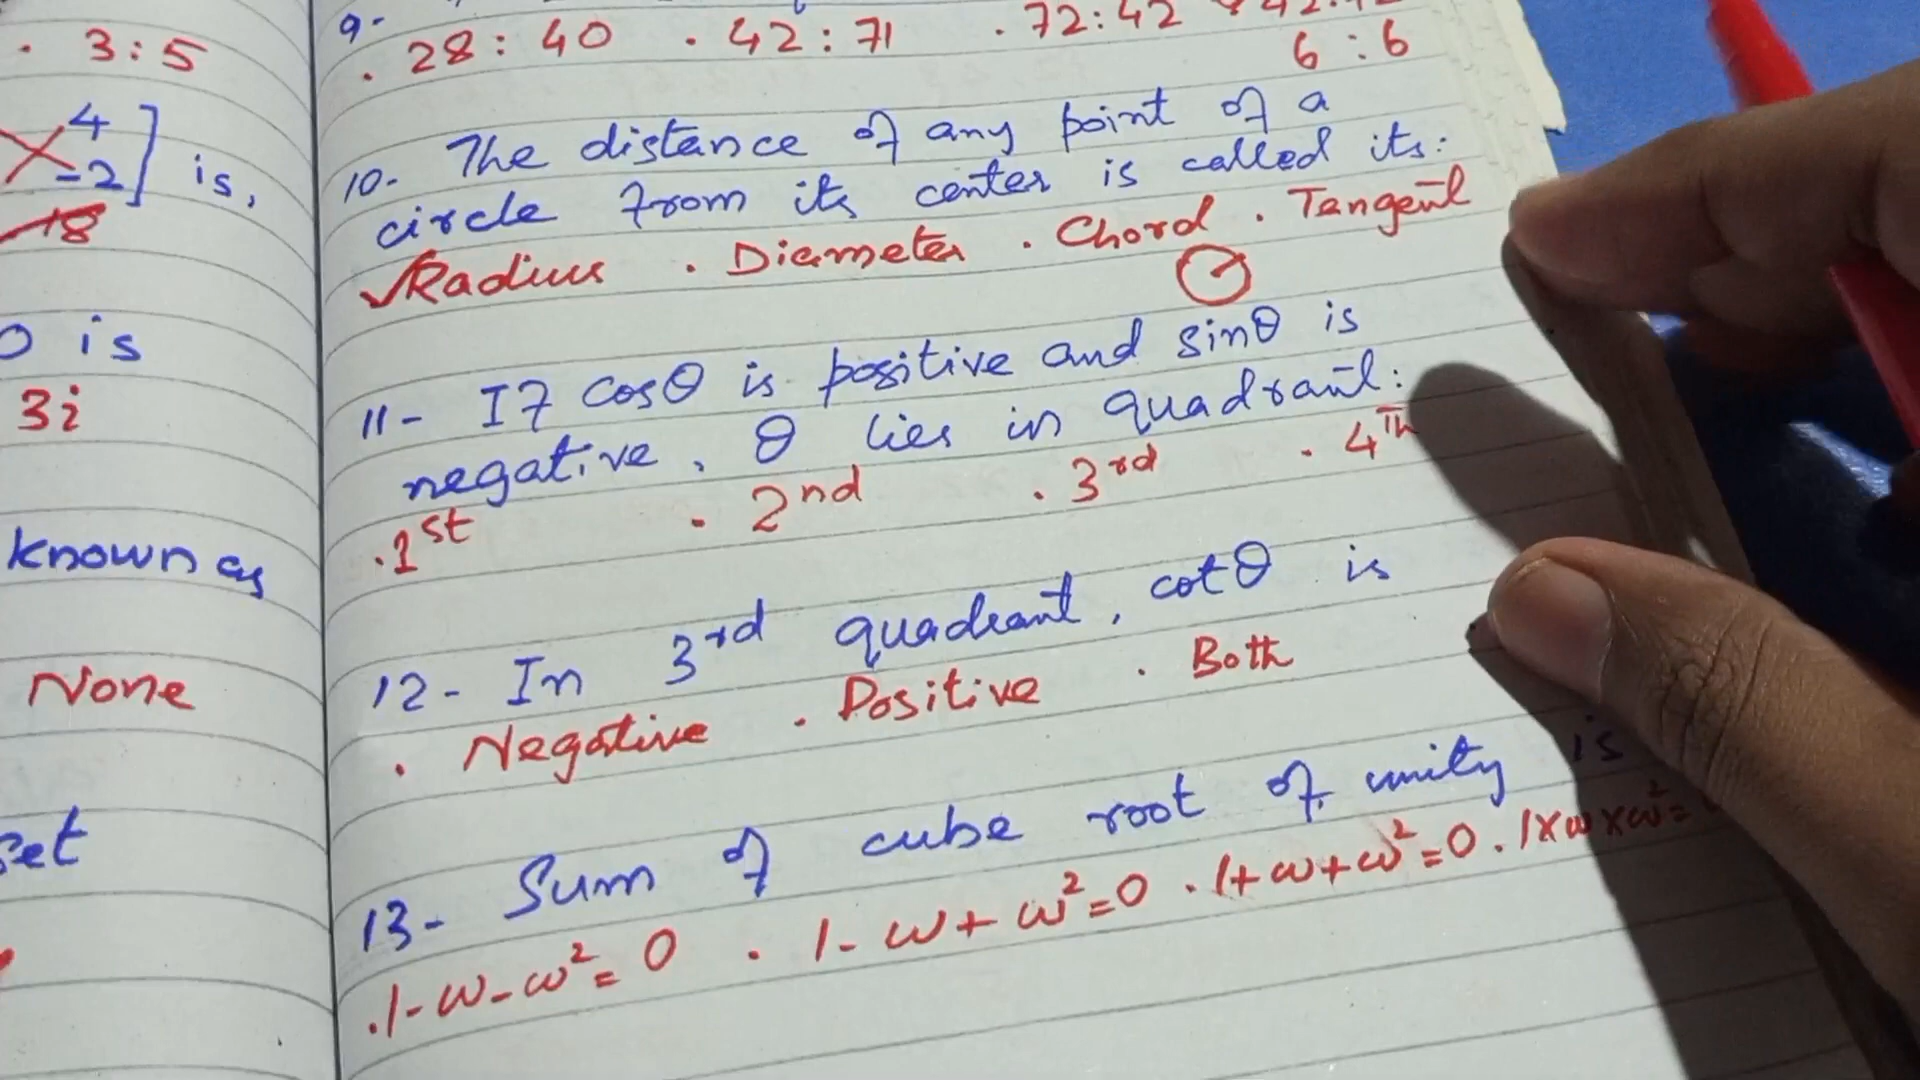 . 3:5
4
-2] is,
18
is
3i
known as
None
set
9-
. 28:40 . 42:71 . 72:42
6:6
10- The distance of any point of a
circle from its center is called its:
✓Radius . Diameter . Chord . Tangent
11- If cosθ is positive and sinθ is
negative, θ lies in quadrant:
.1st . 2nd . 3rd . 4Th
12- In 3rd quadrant, cotθ is
. Negative . Positive . Both
13- Sum of cube root of unity is
.1-ω-ω²=0 . 1-ω+ω²=0 . 1+ω+ω²=0 . 1×ω×ω²=